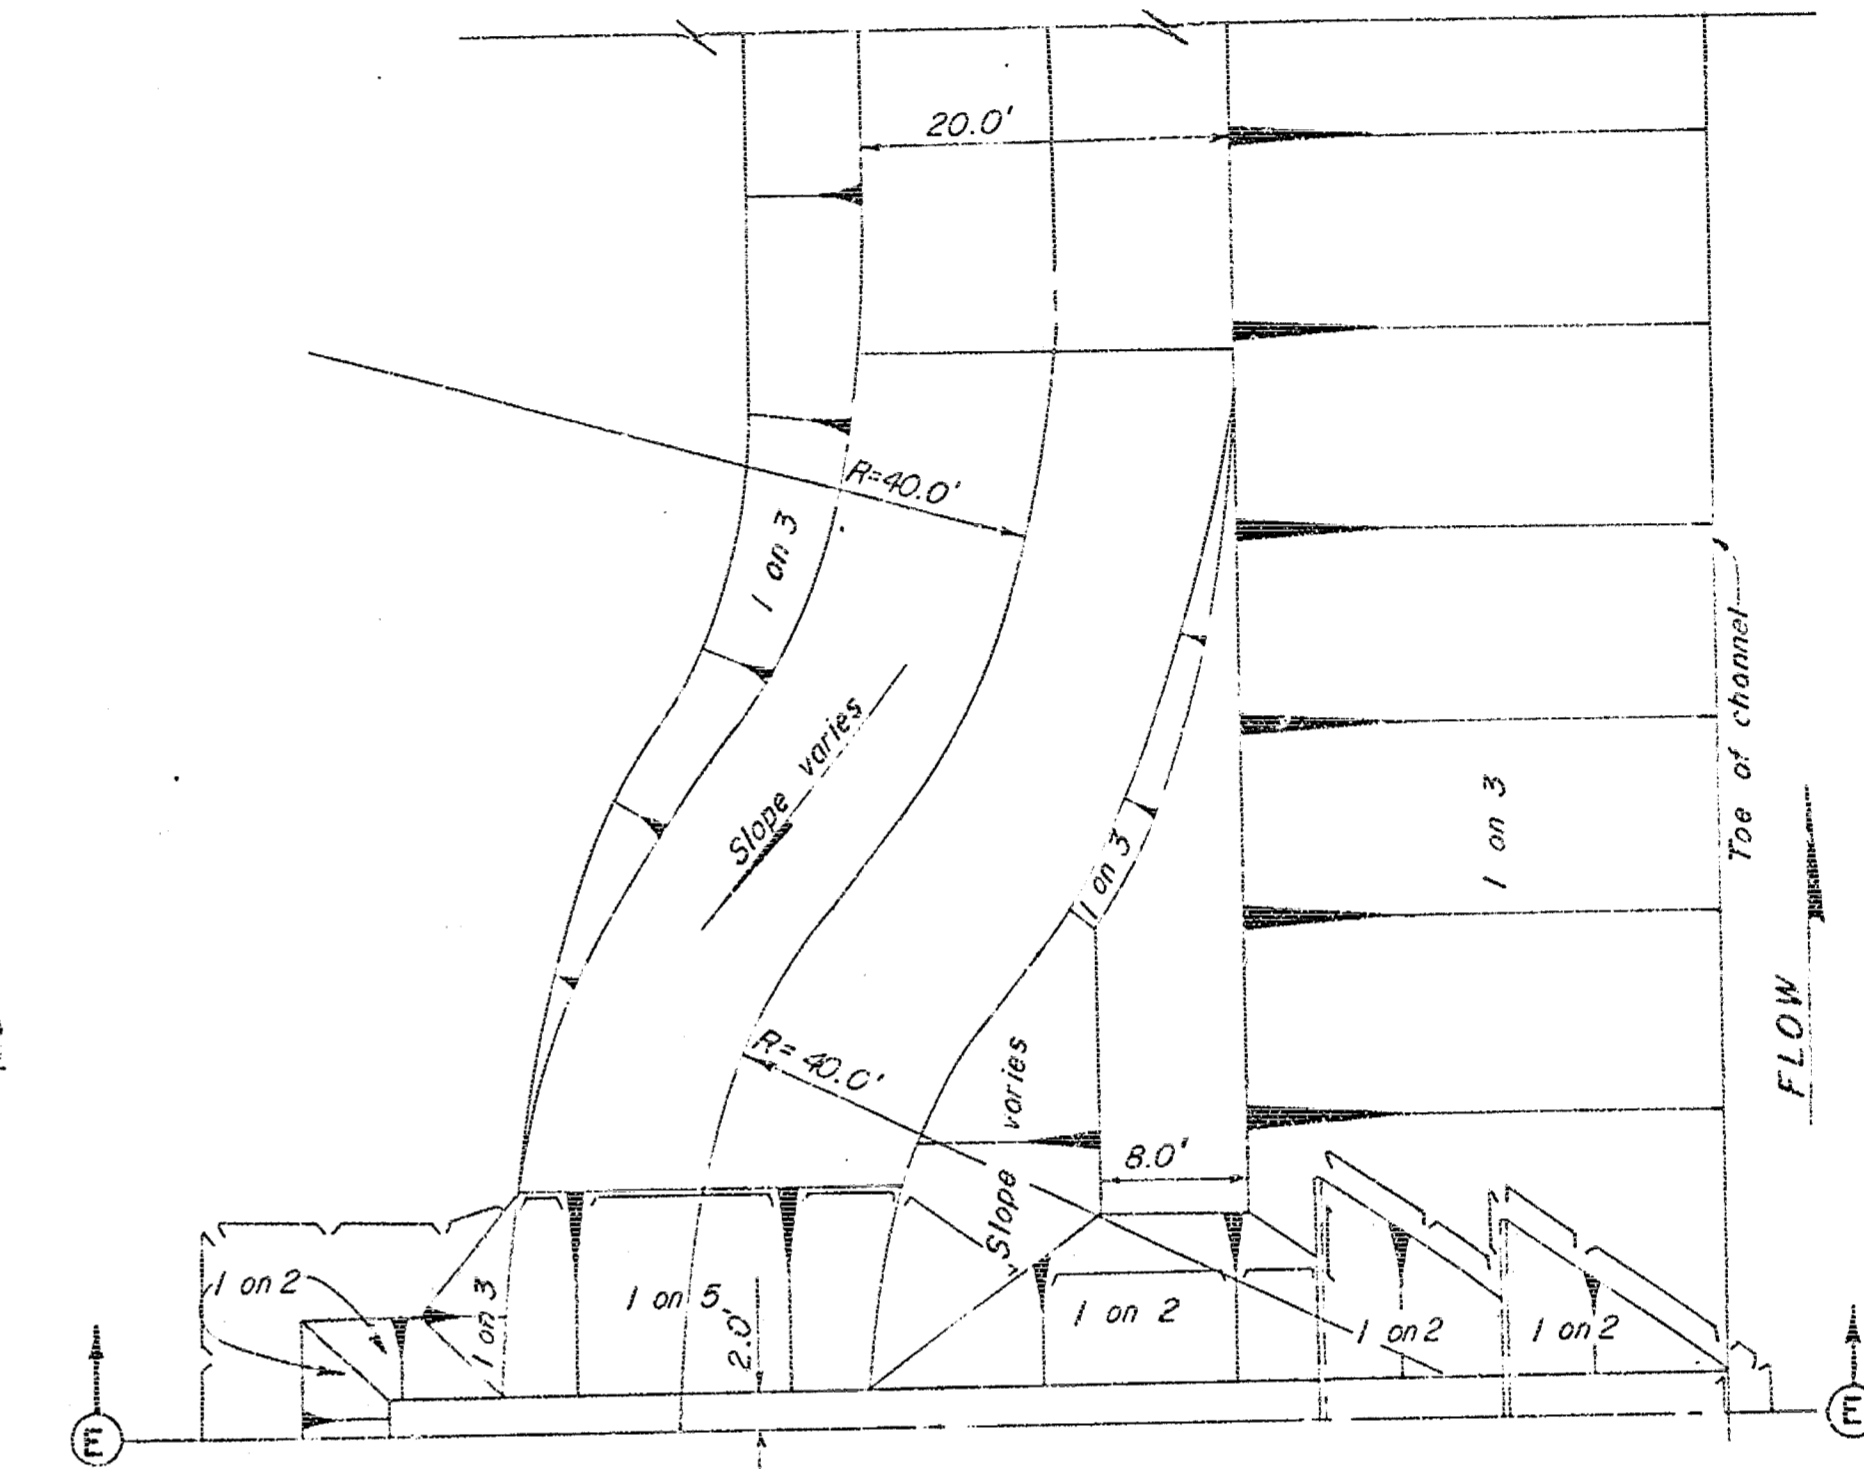 20.0'
R=40.0'
1 on 3
Slope varies
Toe of channel
1 on 3
1 on 3
FLOW
R=40.0'
Slope varies
8.0'
1 on 2
1 on 3
1 on 5
2.0'
1 on 2
1 on 2
1 on 2
E
E